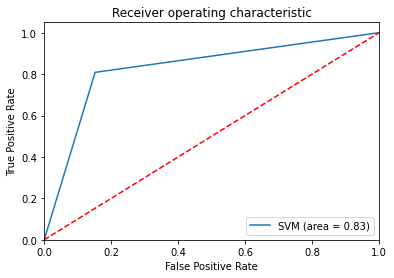 Receiver operating characteristic
True Positive Rate
1.0
0.8
0.6
0.4
0.2
0.0
SVM (area = 0.83)
0.0 0.2 0.4 0.6 0.8 1.0
False Positive Rate